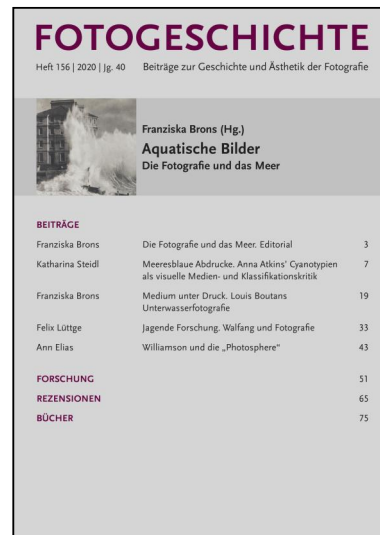 FOTOGESCHICHTE
Heft 156 | 2020 | Jg. 40 Beiträge zur Geschichte und Ästhetik der Fotografie
Franziska Brons (Hg.)
Aquatische Bilder
Die Fotografie und das Meer
BEITRÄGE
Franziska Brons Die Fotografie und das Meer. Editorial 3
Katharina Steidl Meeresblaue Abdrucke. Anna Atkins' Cyanotypien 7
als visuelle Medien- und Klassifikationskritik
Franziska Brons Medium unter Druck. Louis Boutans 19
Unterwasserfotografie
Felix Lüttge Jagende Forschung. Walfang und Fotografie 33
Ann Elias Williamson und die „Photosphere“ 43
FORSCHUNG 51
REZENSIONEN 65
BÜCHER 75